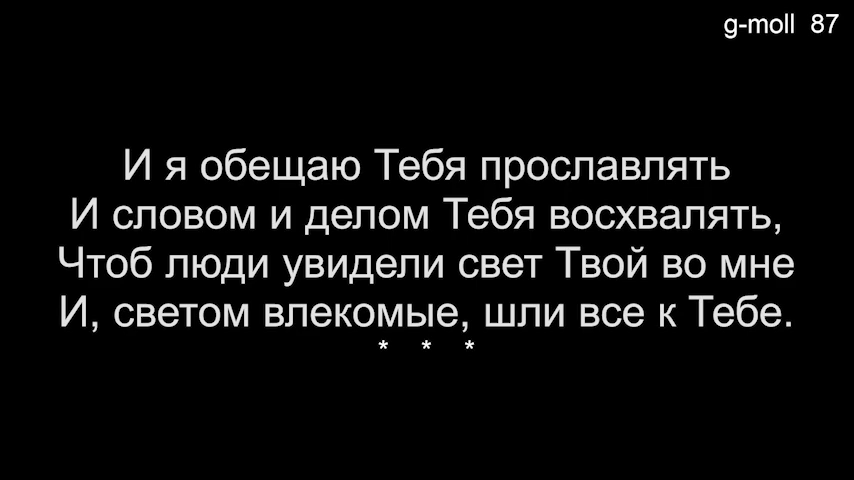 g-moll 87
И я обещаю Тебя прославлять
И словом и делом Тебя восхвалять,
Чтоб люди увидели свет Твой во мне
И, светом влекомые, шли все к Тебе.
* * *